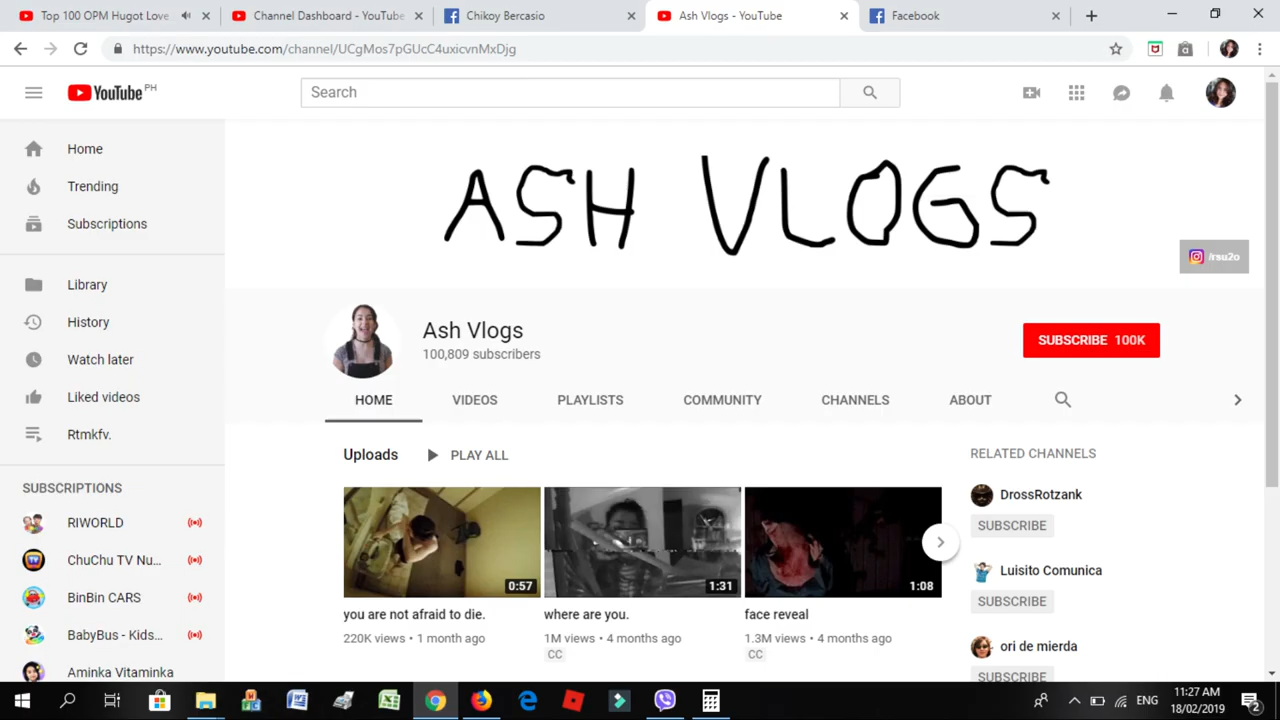 Top 100 OPM Hugot Love
Channel Dashboard - YouTube
Chikoy Bercasio
Ash Vlogs - YouTube
Facebook
https://www.youtube.com/channel/UCgMos7pGUcC4uxicvnMxDjg
YouTube PH
Search
Home
Trending
Subscriptions
Library
History
Watch later
Liked videos
Rtmkfv.
SUBSCRIPTIONS
RIWORLD
ChuChu TV Nu...
BinBin CARS
BabyBus - Kids...
Aminka Vitaminka
ASH VLOGS
/rsu2o
Ash Vlogs
100,809 subscribers
SUBSCRIBE 100K
HOME VIDEOS PLAYLISTS COMMUNITY CHANNELS ABOUT
Uploads PLAY ALL
0:57
you are not afraid to die.
220K views • 1 month ago
1:31
where are you.
1M views • 4 months ago
CC
1:08
face reveal
1.3M views • 4 months ago
CC
RELATED CHANNELS
DrossRotzank
SUBSCRIBE
Luisito Comunica
SUBSCRIBE
ori de mierda
SUBSCRIBE
ENG
11:27 AM
18/02/2019
2